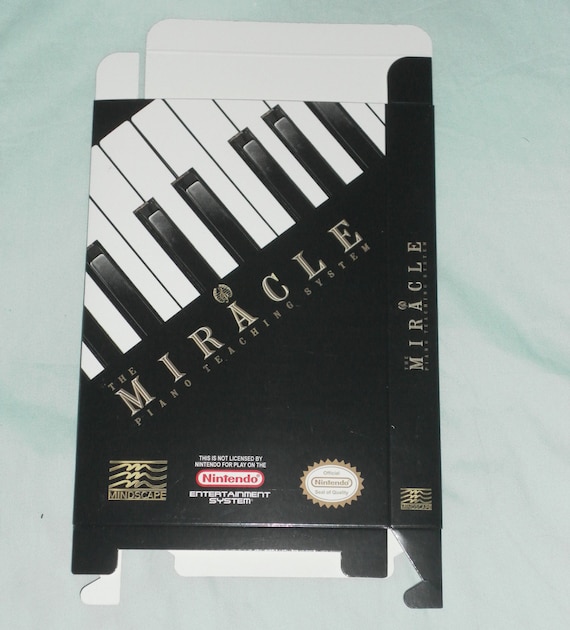 THE
MIRACLE
PIANO TEACHING SYSTEM
THIS IS NOT LICENSED BY
NINTENDO FOR PLAY ON THE
Nintendo
ENTERTAINMENT
SYSTEM
MINDSCAPE
Official
Nintendo
Seal of Quality
THE
MIRACLE
PIANO TEACHING SYSTEM
MINDSCAPE